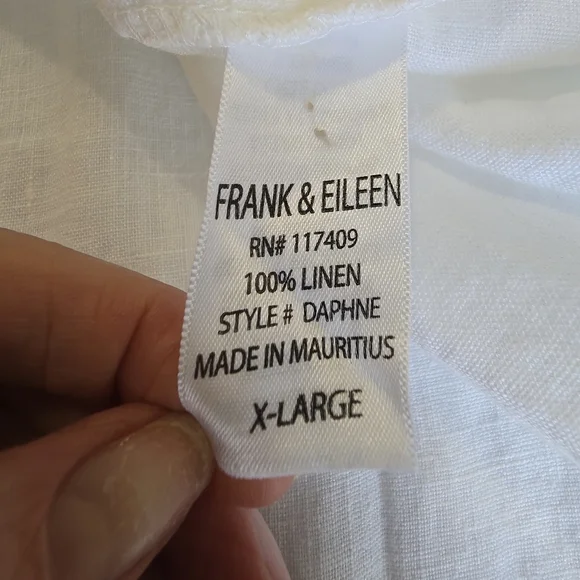 FRANK & EILEEN
RN# 117409
100% LINEN
STYLE # DAPHNE
MADE IN MAURITIUS
X-LARGE